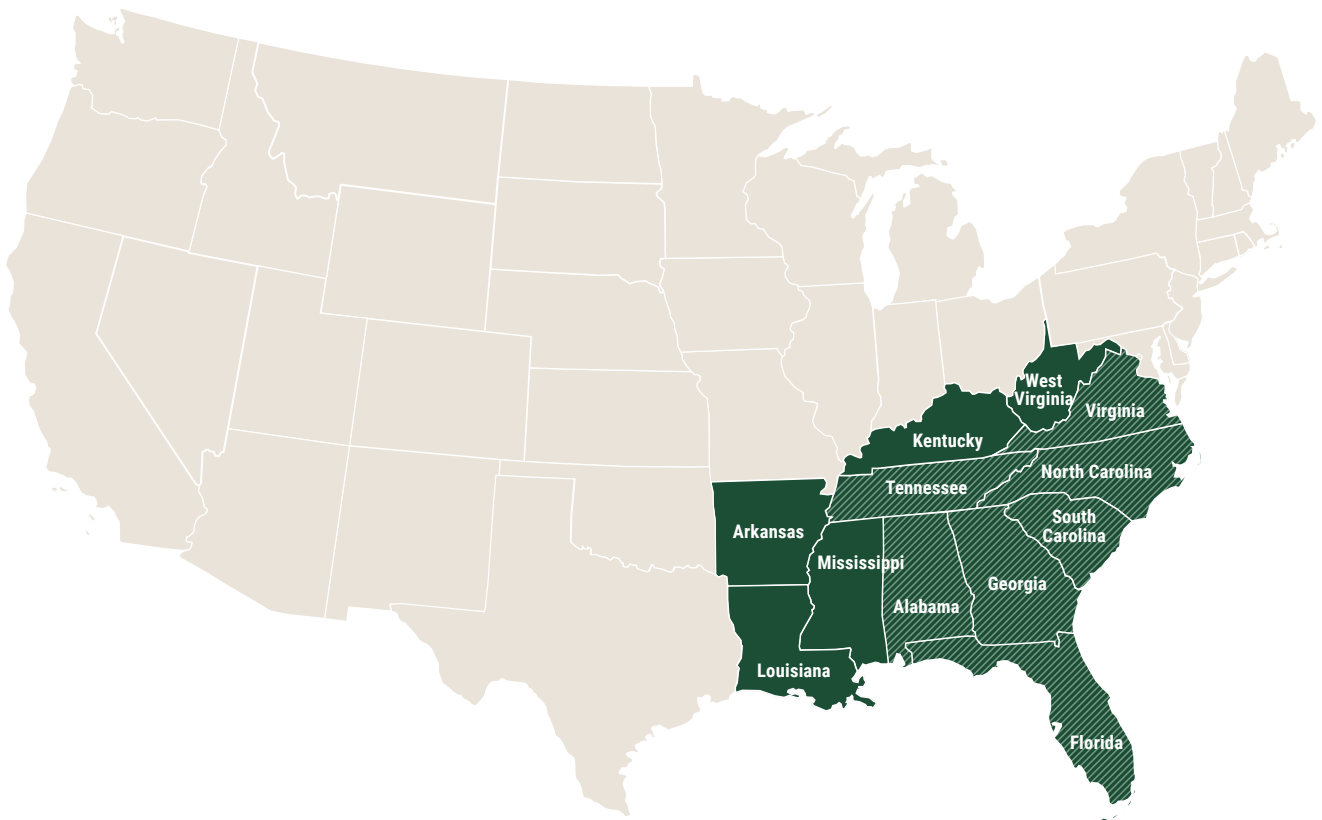 West
Virginia
Virginia
Kentucky
North Carolina
Tennessee
South
Carolina
Arkansas
Mississippi
Georgia
Alabama
Louisiana
Florida